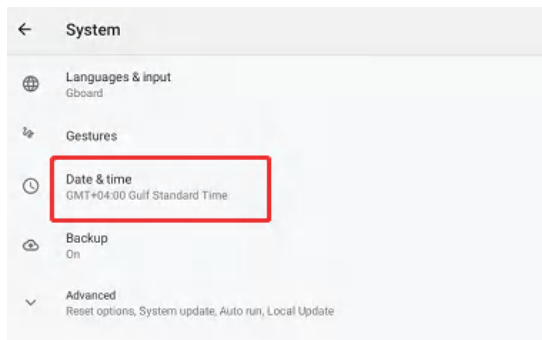 System
Languages & input
Gboard
Gestures
Date & time
GMT+04:00 Gulf Standard Time
Backup
On
Advanced
Reset options, System update, Auto run, Local Update